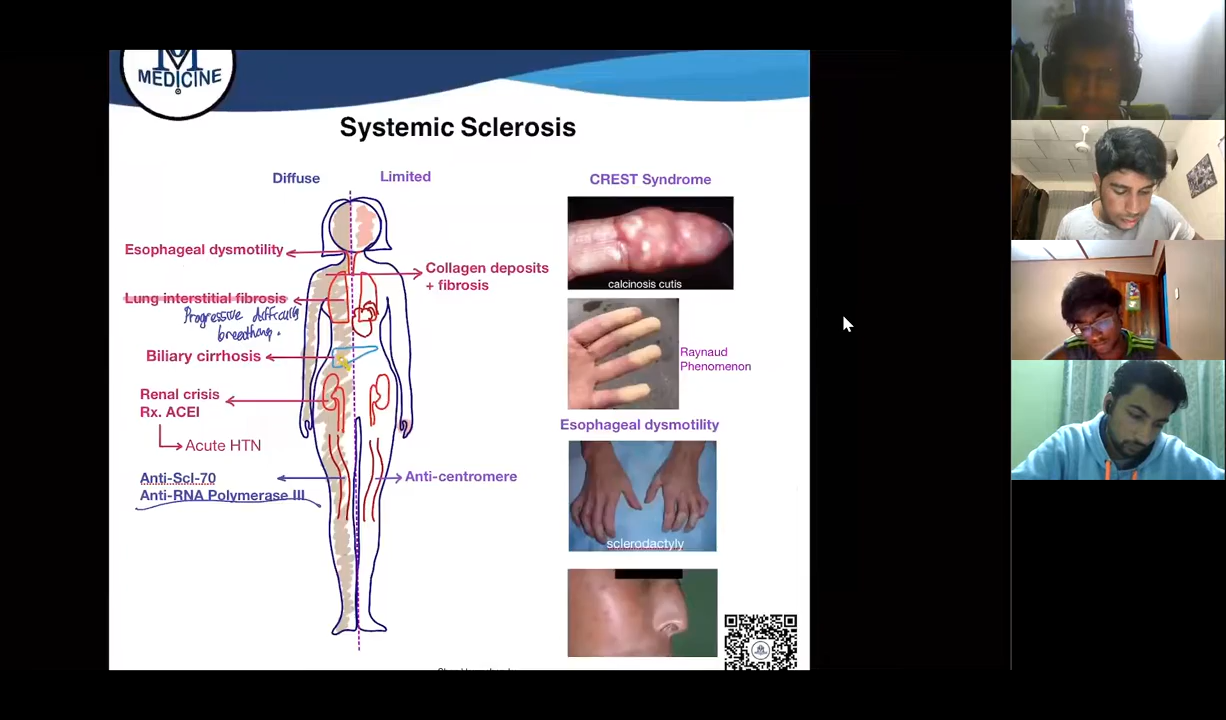 MEDICINE
Systemic Sclerosis
Diffuse
Limited
CREST Syndrome
Esophageal dysmotility
Collagen deposits
+ fibrosis
calcinosis cutis
Lung interstitial fibrosis
Progressive difficulty
breathing.
Biliary cirrhosis
Raynaud
Phenomenon
Renal crisis
Rx. ACEI
Acute HTN
Esophageal dysmotility
Anti-Scl-70
Anti-RNA Polymerase III
Anti-centromere
sclerodactyly